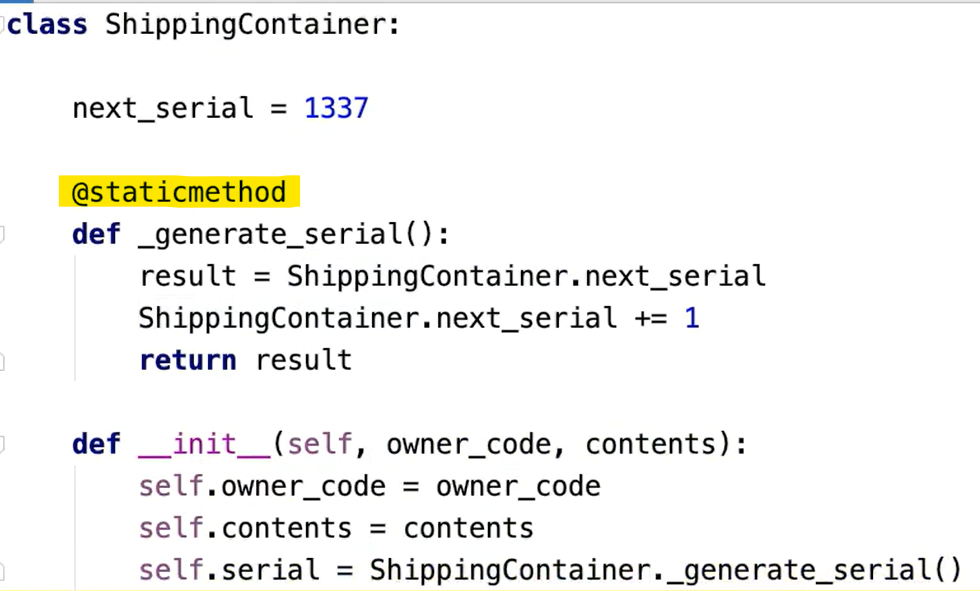 class ShippingContainer:
    next_serial = 1337
    @staticmethod
    def _generate_serial():
        result = ShippingContainer.next_serial
        ShippingContainer.next_serial += 1
        return result
    def __init__(self, owner_code, contents):
        self.owner_code = owner_code
        self.contents = contents
        self.serial = ShippingContainer._generate_serial()